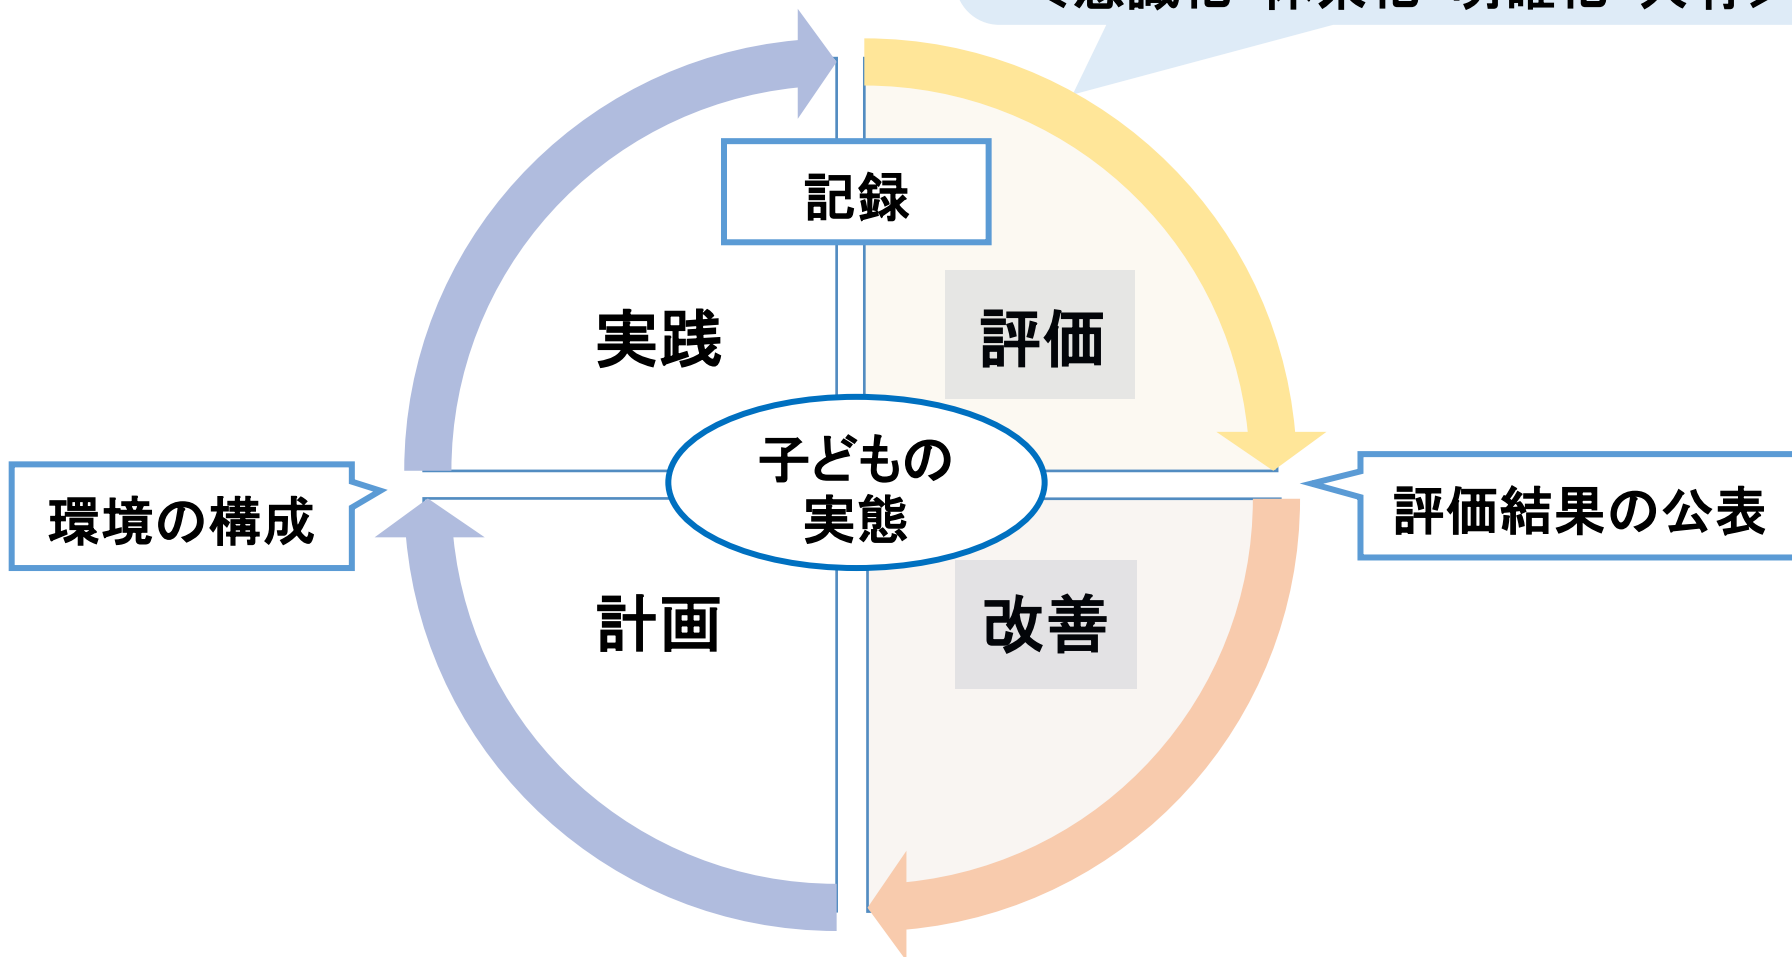 記録
実践
評価
子どもの
実態
環境の構成
評価結果の公表
計画
改善